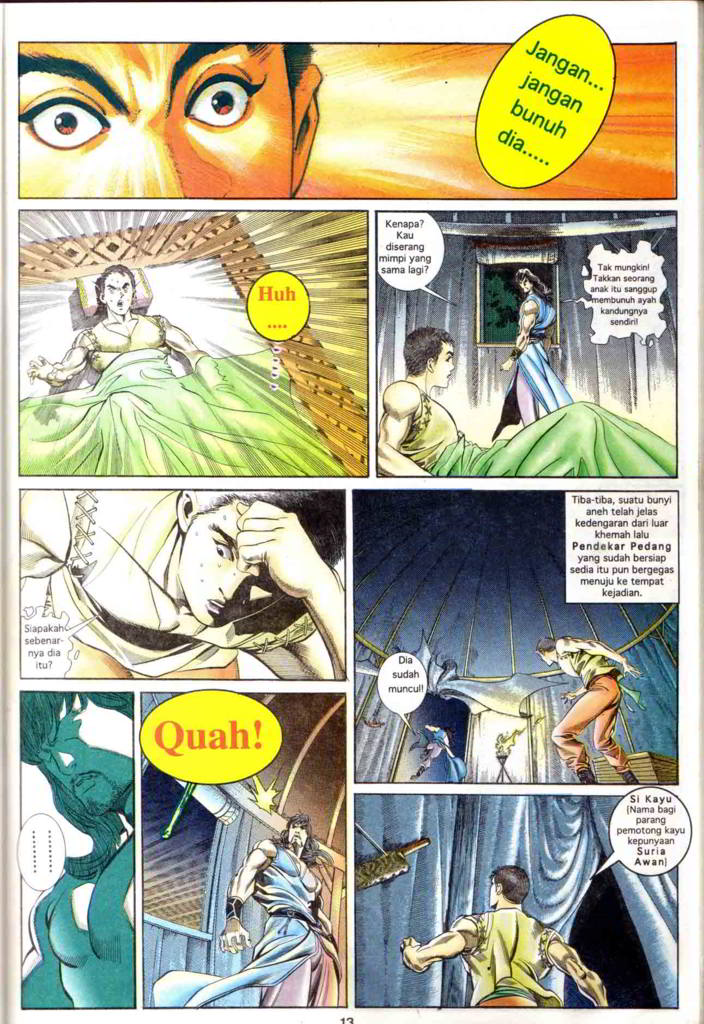 Jangan...
jangan
bunuh
dia.....
Huh
....
Kenapa?
Kau
diserang
mimpi yang
sama lagi?
Tak mungkin!
Takkan seorang
anak itu sanggup
membunuh ayah
kandungnya
sendiri!
Siapakah
sebenar-
nya dia
itu?
Tiba-tiba, suatu bunyi
aneh telah jelas
kedengaran dari luar
khemah lalu
Pendekar Pedang
yang sudah bersiap
sedia itu pun bergegas
menuju ke tempat
kejadian.
Dia
sudah
muncul!
Quah!
Si Kayu
(Nama bagi
parang
pemotong kayu
kepunyaan
Suria
Awan)
13